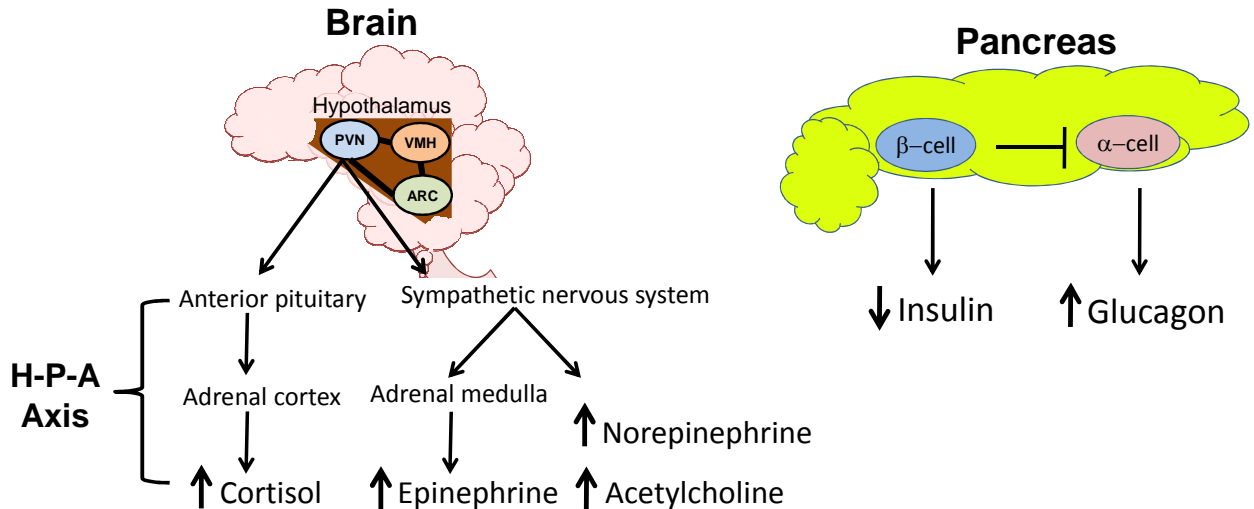 Brain
Pancreas
Hypothalamus
PVN
VMH
ARC
β–cell
α–cell
Anterior pituitary
Sympathetic nervous system
Insulin
Glucagon
H-P-A
Axis
Adrenal cortex
Adrenal medulla
Norepinephrine
Cortisol
Epinephrine
Acetylcholine